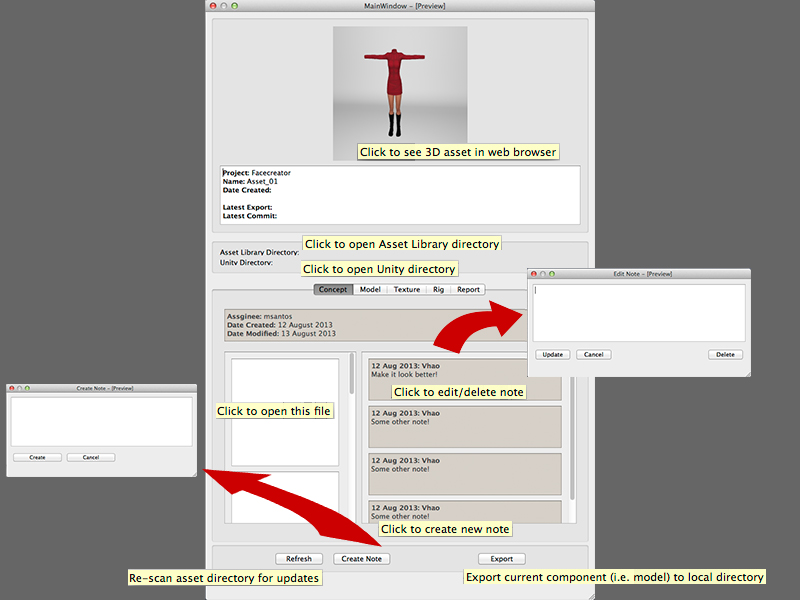 MainWindow - [Preview]
Click to see 3D asset in web browser
Project: Facecreator
Name: Asset_01
Date Created:
Latest Export:
Latest Commit:
Asset Library Directory:
Click to open Asset Library directory
Unity Directory:
Click to open Unity directory
Concept Model Texture Rig Report
Assginee: msantos
Date Created: 12 August 2013
Date Modified: 13 August 2013
Edit Note - [Preview]
Update Cancel Delete
12 Aug 2013: Vhao
Make it look better!
Click to edit/delete note
12 Aug 2013: Vhao
Some other note!
12 Aug 2013: Vhao
Some other note!
12 Aug 2013: Vhao
Some other note!
Click to open this file
Create Note - [Preview]
Create Cancel
Click to create new note
Refresh Create Note Export
Re-scan asset directory for updates
Export current component (i.e. model) to local directory